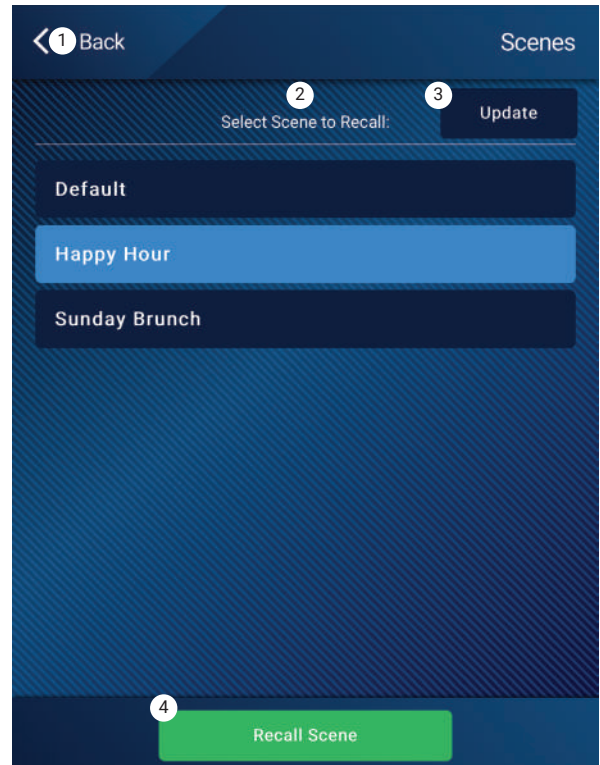 1 Back
Scenes
2
3
Select Scene to Recall:
Update
Default
Happy Hour
Sunday Brunch
4
Recall Scene